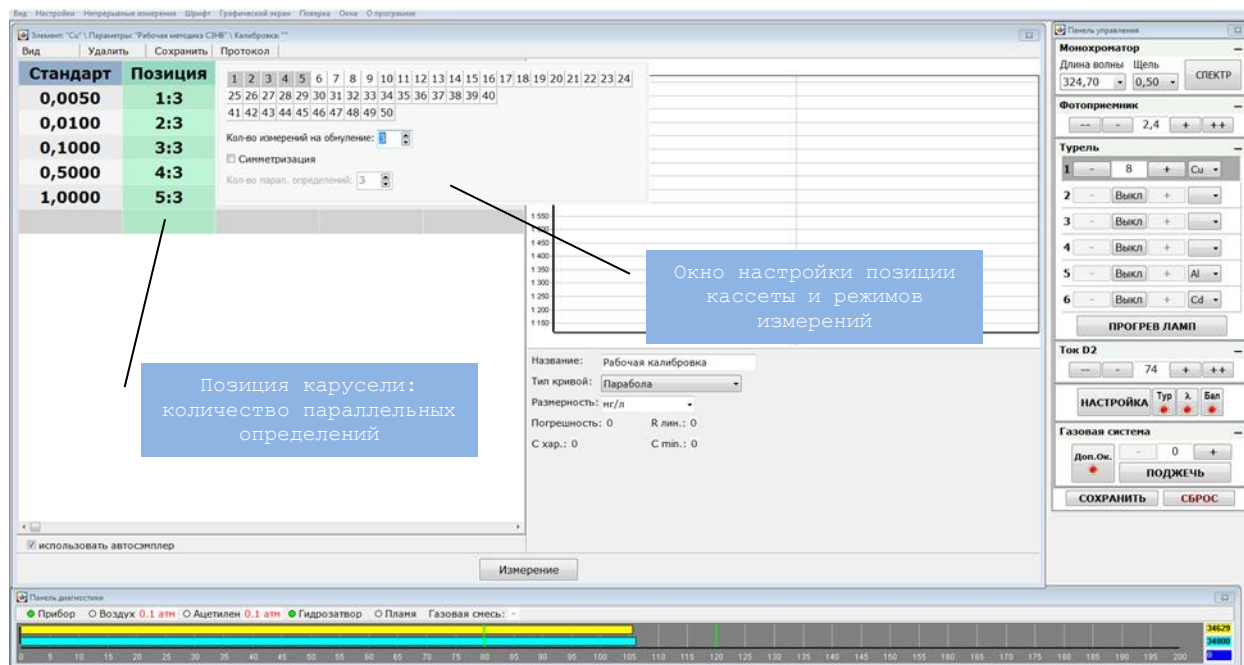 Вид Настройки Непрерывные измерения Шрифт Графический экран Поверка Окна О программе
Элемент: "Cu" \ Параметры: "Рабочая методика СЗНВ" \ Калибровка: ""
Вид Удалить Сохранить Протокол
Стандарт Позиция
0,0050 1:3
0,0100 2:3
0,1000 3:3
0,5000 4:3
1,0000 5:3
1 2 3 4 5 6 7 8 9 10 11 12 13 14 15 16 17 18 19 20 21 22 23 24
25 26 27 28 29 30 31 32 33 34 35 36 37 38 39 40
41 42 43 44 45 46 47 48 49 50
Кол-во измерений на обнуление: 3
Симметризация
Кол-во парал. определений: 3
1 550
1 500
1 450
1 400
1 350
1 300
1 250
1 200
1 150
Окно настройки позиции
кассеты и режимов
измерений
Позиция карусели:
количество параллельных
определений
Название: Рабочая калибровка
Тип кривой: Парабола
Размерность: мг/л
Погрешность: 0 R лин.: 0
С хар.: 0 C min.: 0
использовать автосэмплер
Измерение
Панель управления
Монохроматор
Длина волны Щель
324,70 0,50 СПЕКТР
Фотоприемник
-- - 2,4 + ++
Турель
1 - 8 + Cu
2 - Выкл +
3 - Выкл +
4 - Выкл +
5 - Выкл + Al
6 - Выкл + Cd
ПРОГРЕВ ЛАМП
Ток D2
-- - 74 + ++
НАСТРОЙКА Тур λ Бал
Газовая система
Доп.Ок. - 0 +
ПОДЖЕЧЬ
СОХРАНИТЬ СБРОС
Панель диагностики
Прибор Воздух 0.1 атм Ацетилен 0.1 атм Гидрозатвор Пламя Газовая смесь: -
34629
34800
0
0 5 10 15 20 25 30 35 40 45 50 55 60 65 70 75 80 85 90 95 100 105 110 115 120 125 130 135 140 145 150 155 160 165 170 175 180 185 190 195 200